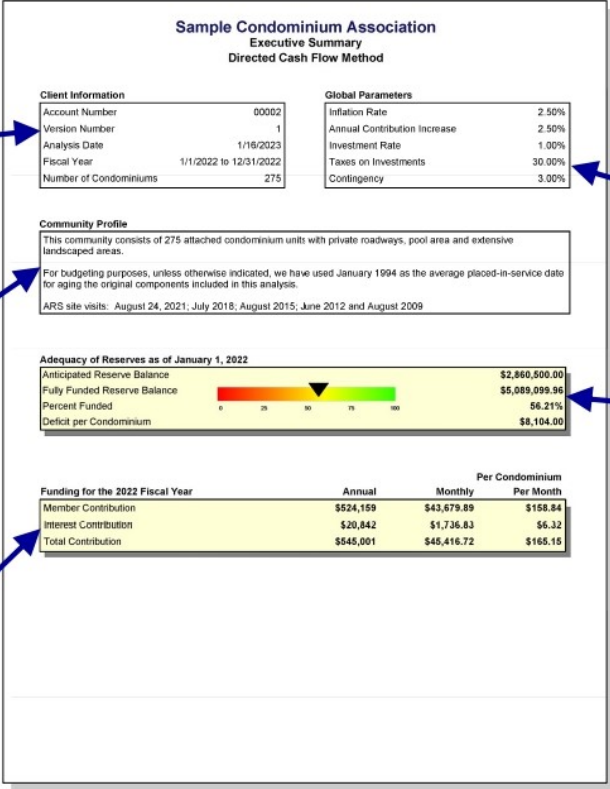 Sample Condominium Association
Executive Summary
Directed Cash Flow Method
Client Information
Account Number 00002
Version Number 1
Analysis Date 1/16/2023
Fiscal Year 1/1/2022 to 12/31/2022
Number of Condominiums 275
Global Parameters
Inflation Rate 2.50%
Annual Contribution Increase 2.50%
Investment Rate 1.00%
Taxes on Investments 30.00%
Contingency 3.00%
Community Profile
This community consists of 275 attached condominium units with private roadways, pool area and extensive
landscaped areas.
For budgeting purposes, unless otherwise indicated, we have used January 1994 as the average placed-in-service date
for aging the original components included in this analysis.
ARS site visits: August 24, 2021; July 2018; August 2015; June 2012 and August 2009
Adequacy of Reserves as of January 1, 2022
Anticipated Reserve Balance $2,860,500.00
Fully Funded Reserve Balance $5,089,099.96
Percent Funded 56.21%
0 25 50 75 100
Deficit per Condominium $8,104.00
Per Condominium
Funding for the 2022 Fiscal Year Annual Monthly Per Month
Member Contribution $524,159 $43,679.89 $158.84
Interest Contribution $20,842 $1,736.83 $6.32
Total Contribution $545,001 $45,416.72 $165.15